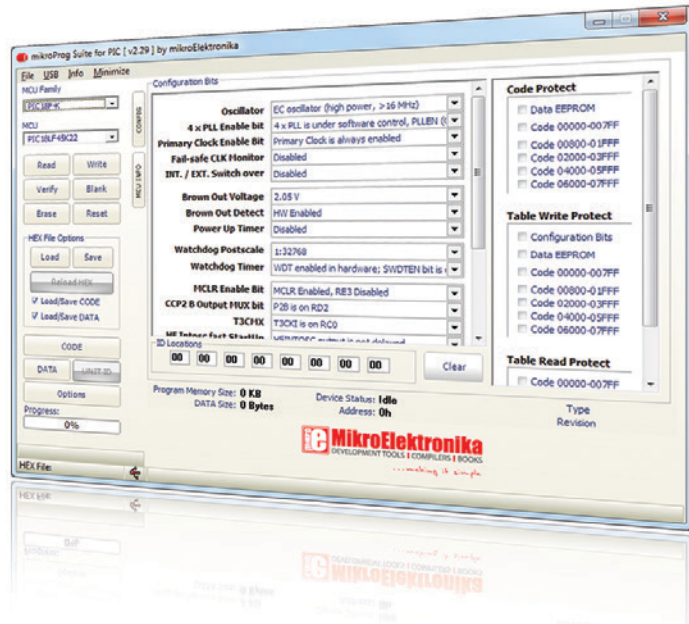 mikroProg Suite for PIC [ v2.29 ] by mikroElektronika
File USB Info Minimize
MCU Family
PIC18F-K
MCU
PIC18LF45K22
Read Write
Verify Blank
Erase Reset
HEX File Options
Load Save
Reload HEX
Load/Save CODE
Load/Save DATA
CODE
DATA UNIT ID
Options
Progress:
0%
HEX File:
CONFIG
MCU INFO
Configuration Bits
Oscillator EC oscillator (high power, >16 MHz)
4 x PLL Enable bit 4 x PLL is under software control, PLLEN
Primary Clock Enable Bit Primary Clock is always enabled
Fail-safe CLK Monitor Disabled
INT. / EXT. Switch over Disabled
Brown Out Voltage 2.05 V
Brown Out Detect HW Enabled
Power Up Timer Disabled
Watchdog Postscale 1:32768
Watchdog Timer WDT enabled in hardware; SWDTEN bit is
MCLR Enable Bit MCLR Enabled, RE3 Disabled
CCP2 B Output MUX bit P2B is on RD2
T3CMX T3CKI is on RC0
HF Intosc fast StartUp HFINTOSC output is not delayed
ID Locations
00 00 00 00 00 00 00 00 Clear
Program Memory Size: 0 KB Device Status: Idle
DATA Size: 0 Bytes Address: 0h
Type
Revision
Code Protect
Data EEPROM
Code 00000-007FF
Code 00800-01FFF
Code 02000-03FFF
Code 04000-05FFF
Code 06000-07FFF
Table Write Protect
Configuration Bits
Data EEPROM
Code 00000-007FF
Code 00800-01FFF
Code 02000-03FFF
Code 04000-05FFF
Code 06000-07FFF
Table Read Protect
Code 00000-007FF
MikroElektronika
DEVELOPMENT TOOLS | COMPILERS | BOOKS
...making it simple